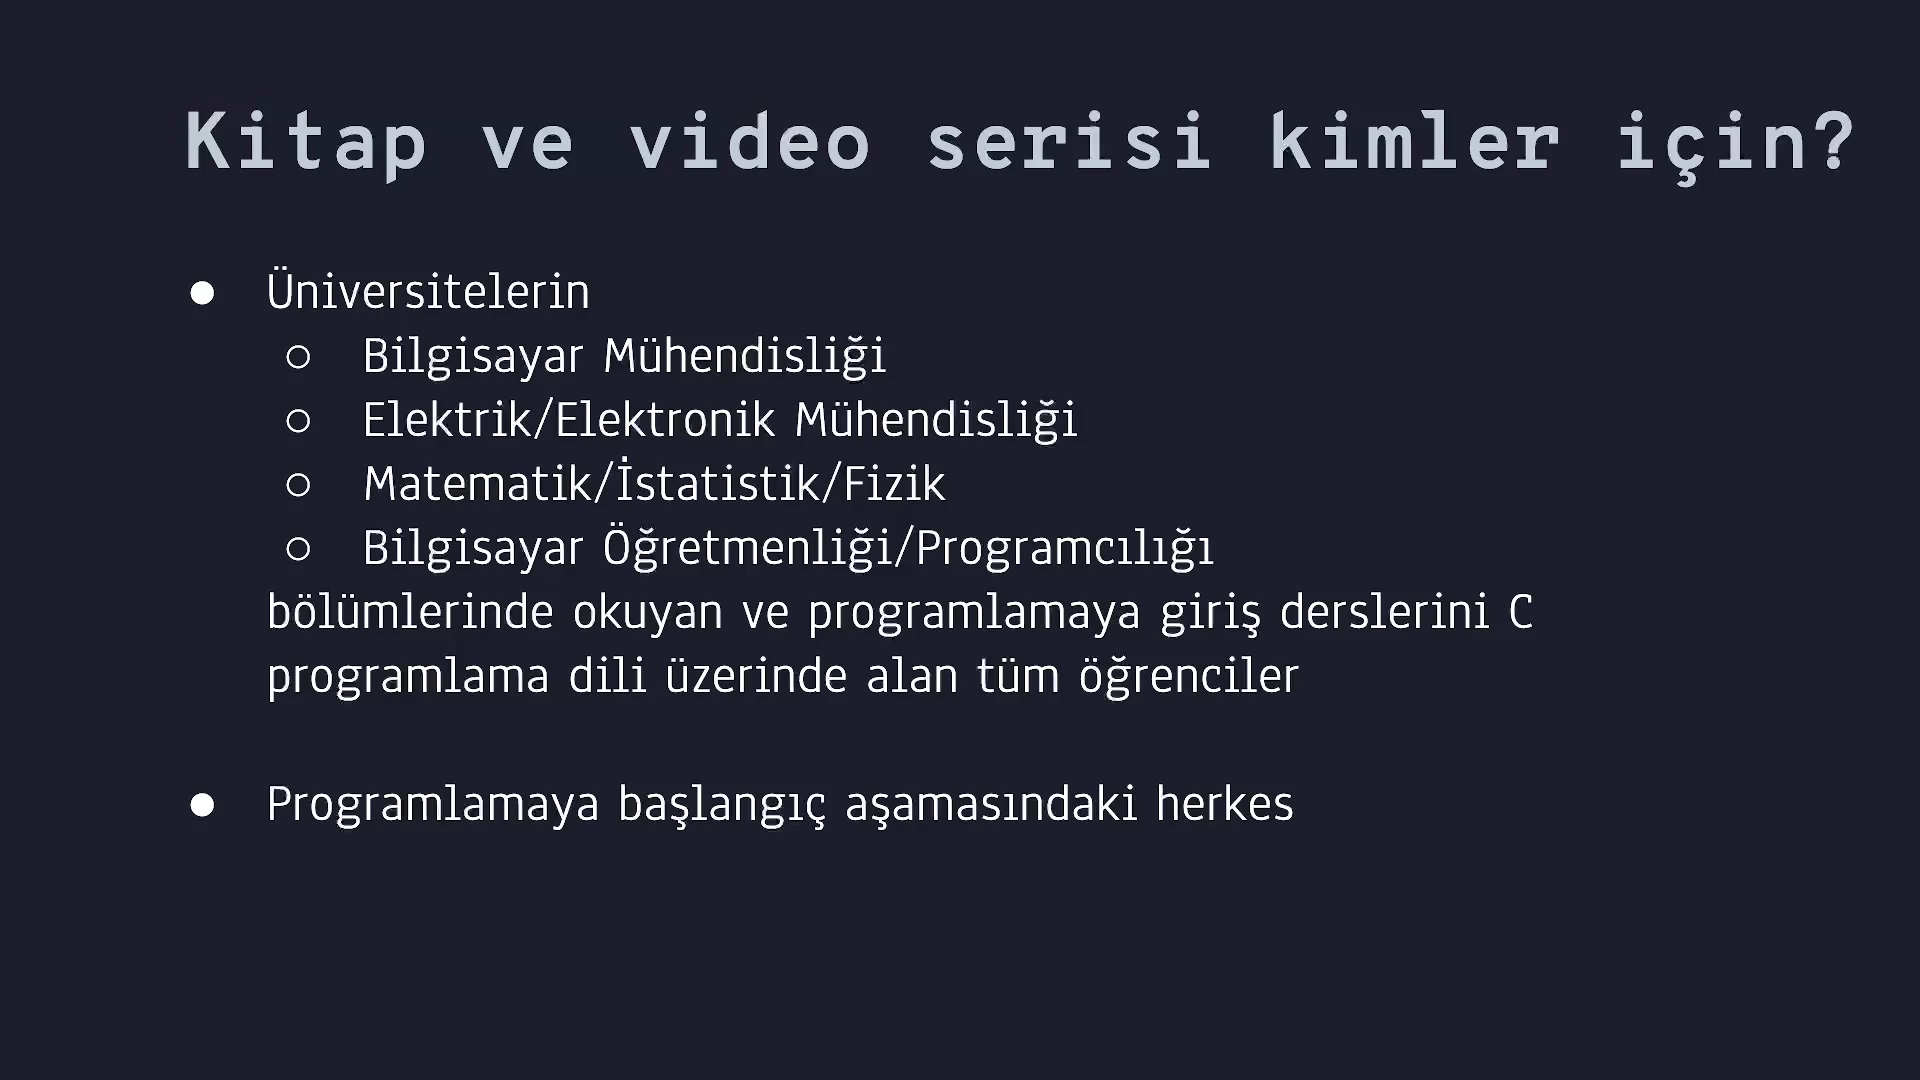 Kitap ve video serisi kimler için?
● Üniversitelerin
○ Bilgisayar Mühendisliği
○ Elektrik/Elektronik Mühendisliği
○ Matematik/İstatistik/Fizik
○ Bilgisayar Öğretmenliği/Programcılığı
bölümlerinde okuyan ve programlamaya giriş derslerini C
programlama dili üzerinde alan tüm öğrenciler
● Programlamaya başlangıç aşamasındaki herkes